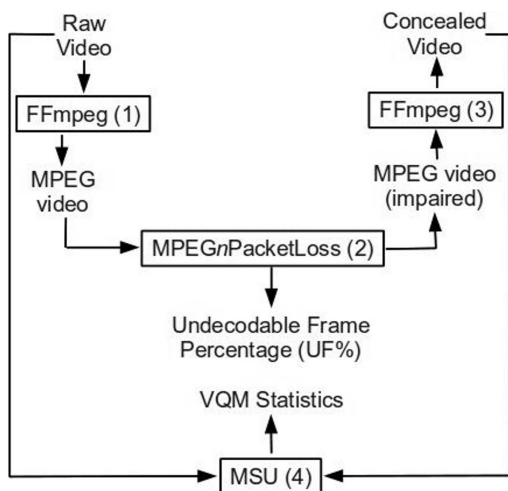 Raw
Video
FFmpeg (1)
MPEG
video
MPEGnPacketLoss (2)
Undecodable Frame
Percentage (UF%)
MPEG video
(impaired)
FFmpeg (3)
Concealed
Video
VQM Statistics
MSU (4)